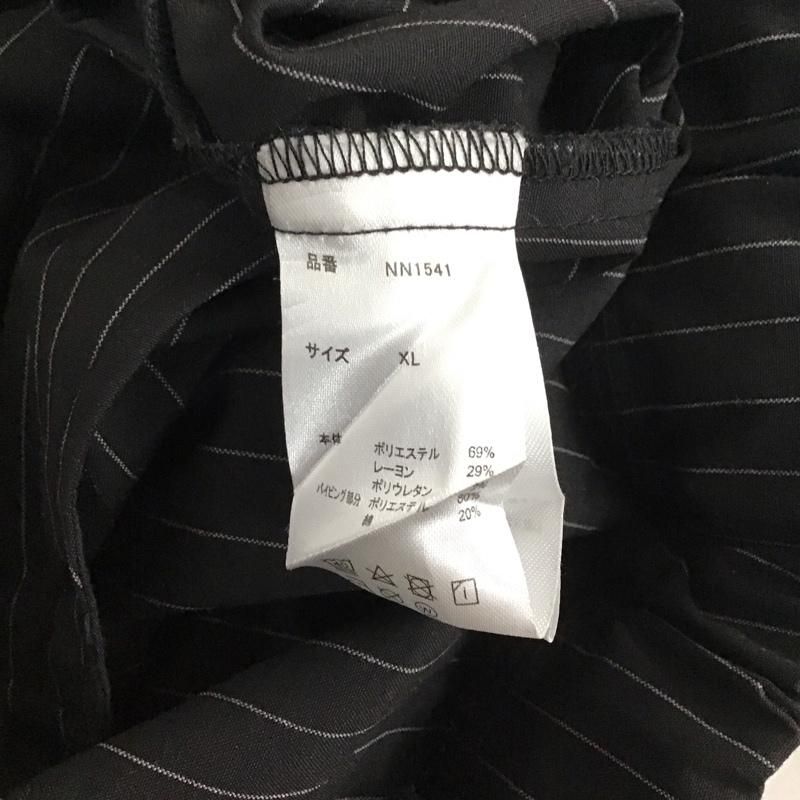 品番 NN1541
サイズ XL
本体 ポリエステル 69%
レーヨン 29%
ポリウレタン
パイピング部分 ポリエステル 80%
綿 20%